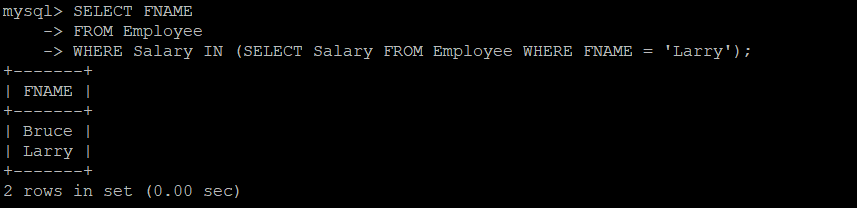 mysql> SELECT FNAME
    -> FROM Employee
    -> WHERE Salary IN (SELECT Salary FROM Employee WHERE FNAME = 'Larry');
+-------+
| FNAME |
+-------+
| Bruce |
| Larry |
+-------+
2 rows in set (0.00 sec)